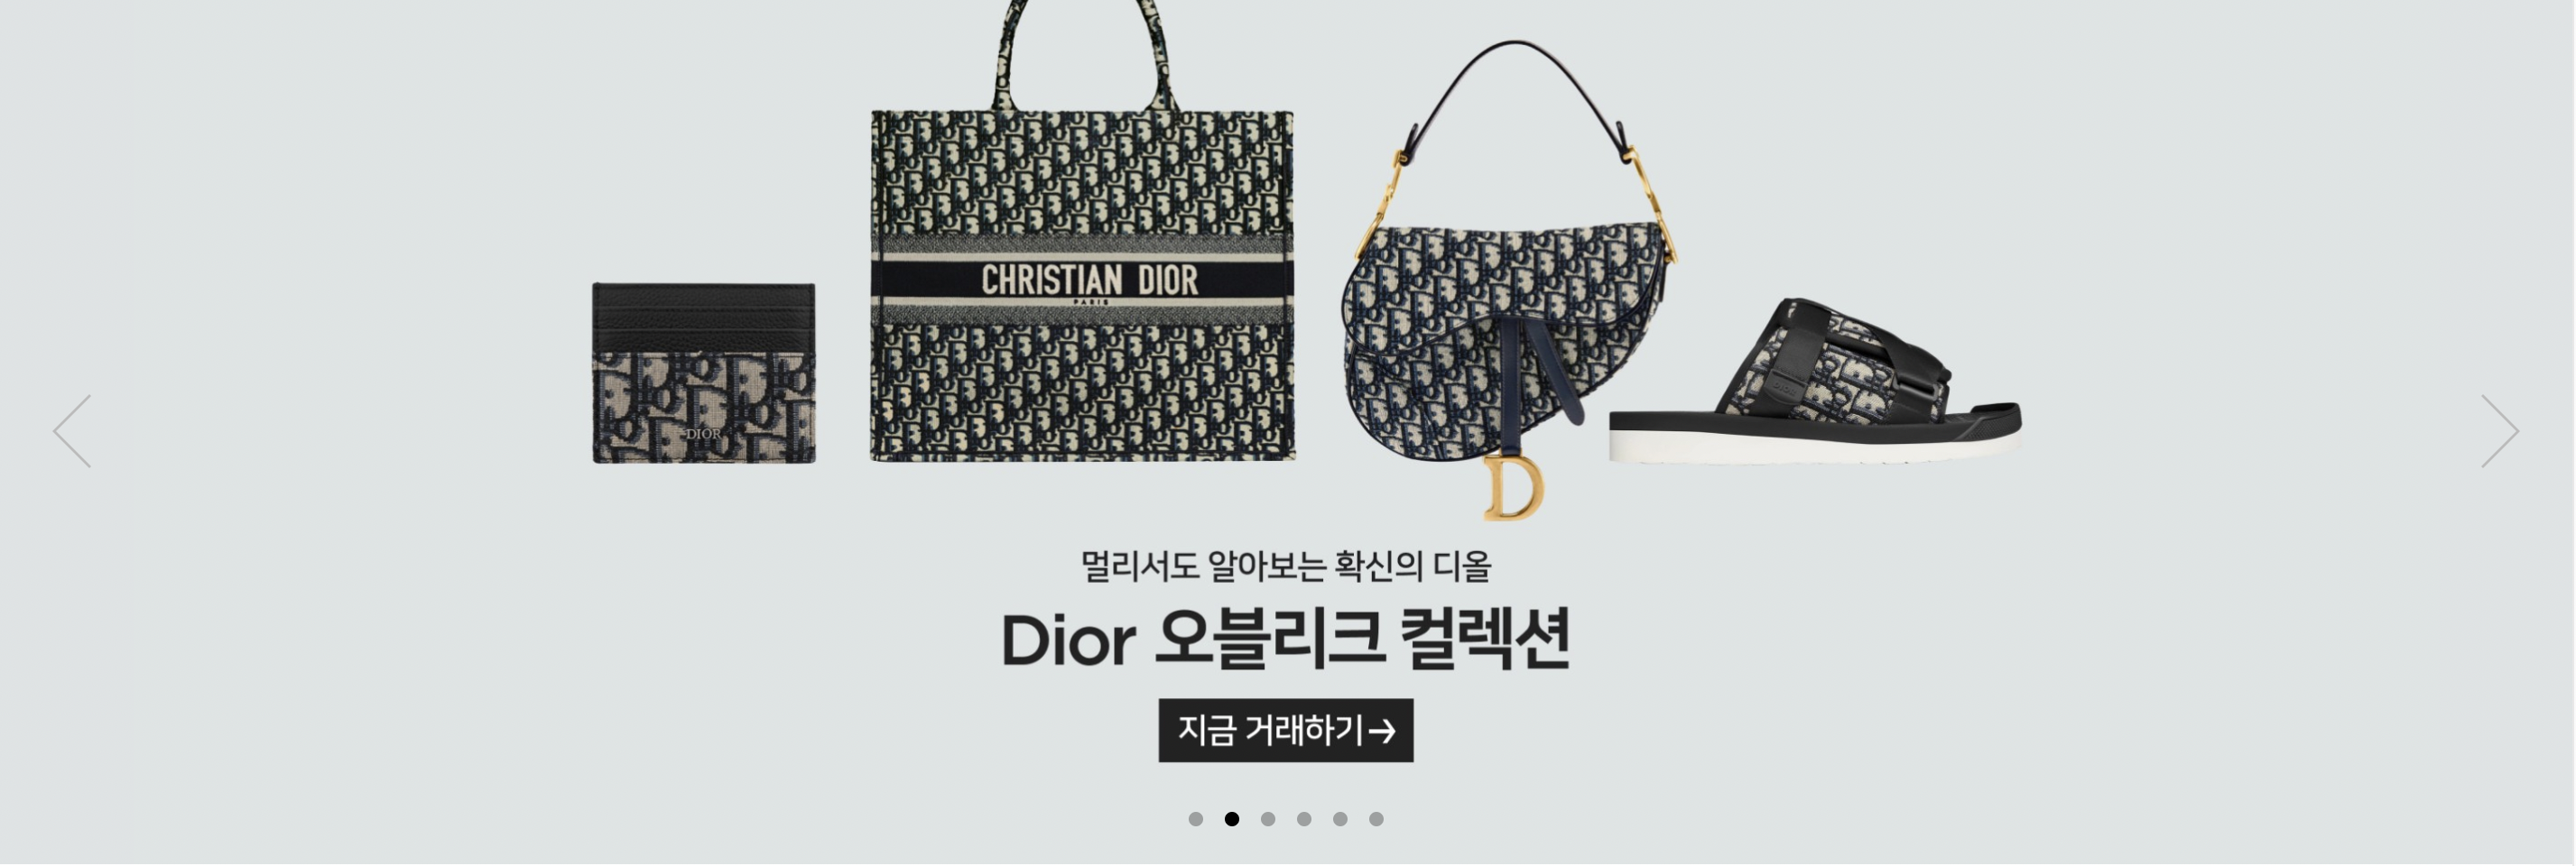 CHRISTIAN DIOR
PARIS
DIOR
멀리서도 알아보는 확신의 디올
Dior 오블리크 컬렉션
지금 거래하기→